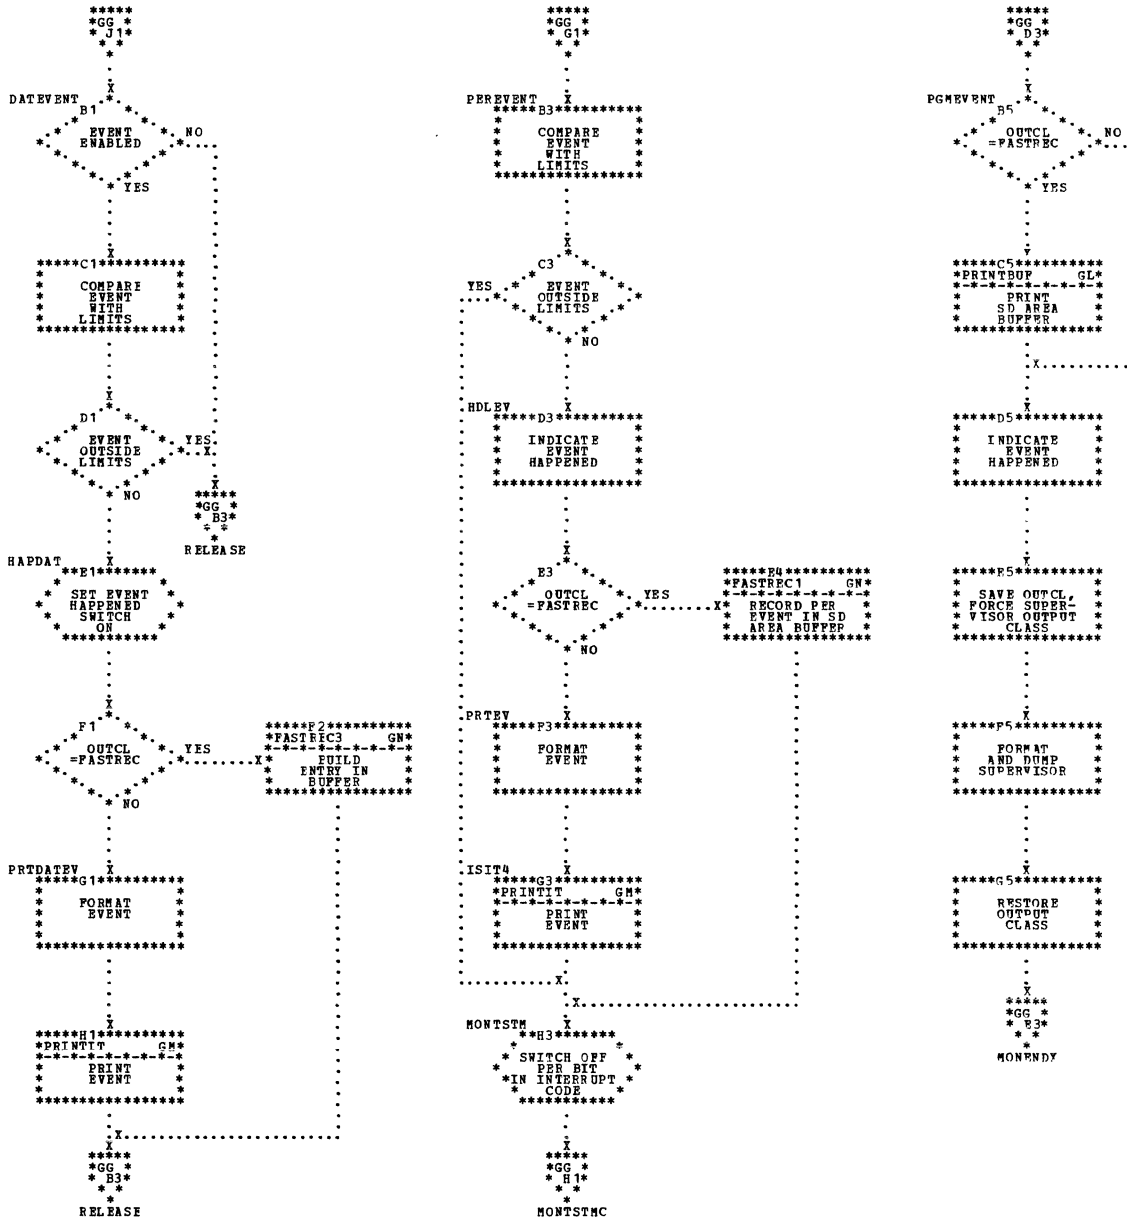 GG
J1
DATEVENT
B1
EVENT
ENABLED
NO
YES
C1
COMPARE
EVENT
WITH
LIMITS
D1
EVENT
OUTSIDE
LIMITS
YES
NO
GG
B3
RELEASE
HAPDAT
E1
SET EVENT
HAPPENED
SWITCH
ON
F1
OUTCL
=FASTREC
YES
NO
F2
FASTREC3 GN
BUILD
ENTRY IN
BUFFER
PRTDATEV
G1
FORMAT
EVENT
H1
PRINTIT GM
PRINT
EVENT
GG
B3
RELEASE
GG
G1
PEREVENT
B3
COMPARE
EVENT
WITH
LIMITS
C3
EVENT
OUTSIDE
LIMITS
YES
NO
HDLEV
D3
INDICATE
EVENT
HAPPENED
E3
OUTCL
=FASTREC
YES
NO
E4
FASTREC1 GN
RECORD PER
EVENT IN SD
AREA BUFFER
PRTEV
F3
FORMAT
EVENT
ISIT4
G3
PRINTIT GM
PRINT
EVENT
MONTSTM
H3
SWITCH OFF
PER BIT
IN INTERRUPT
CODE
GG
H1
MONTSTMC
GG
D3
PGMEVENT
B5
OUTCL
=FASTREC
NO
YES
C5
PRINTBUF GL
PRINT
SD AREA
BUFFER
D5
INDICATE
EVENT
HAPPENED
E5
SAVE OUTCL,
FORCE SUPER-
VISOR OUTPUT
CLASS
F5
FORMAT
AND DUMP
SUPERVISOR
G5
RESTORE
OUTPUT
CLASS
GG
E3
MONENDY